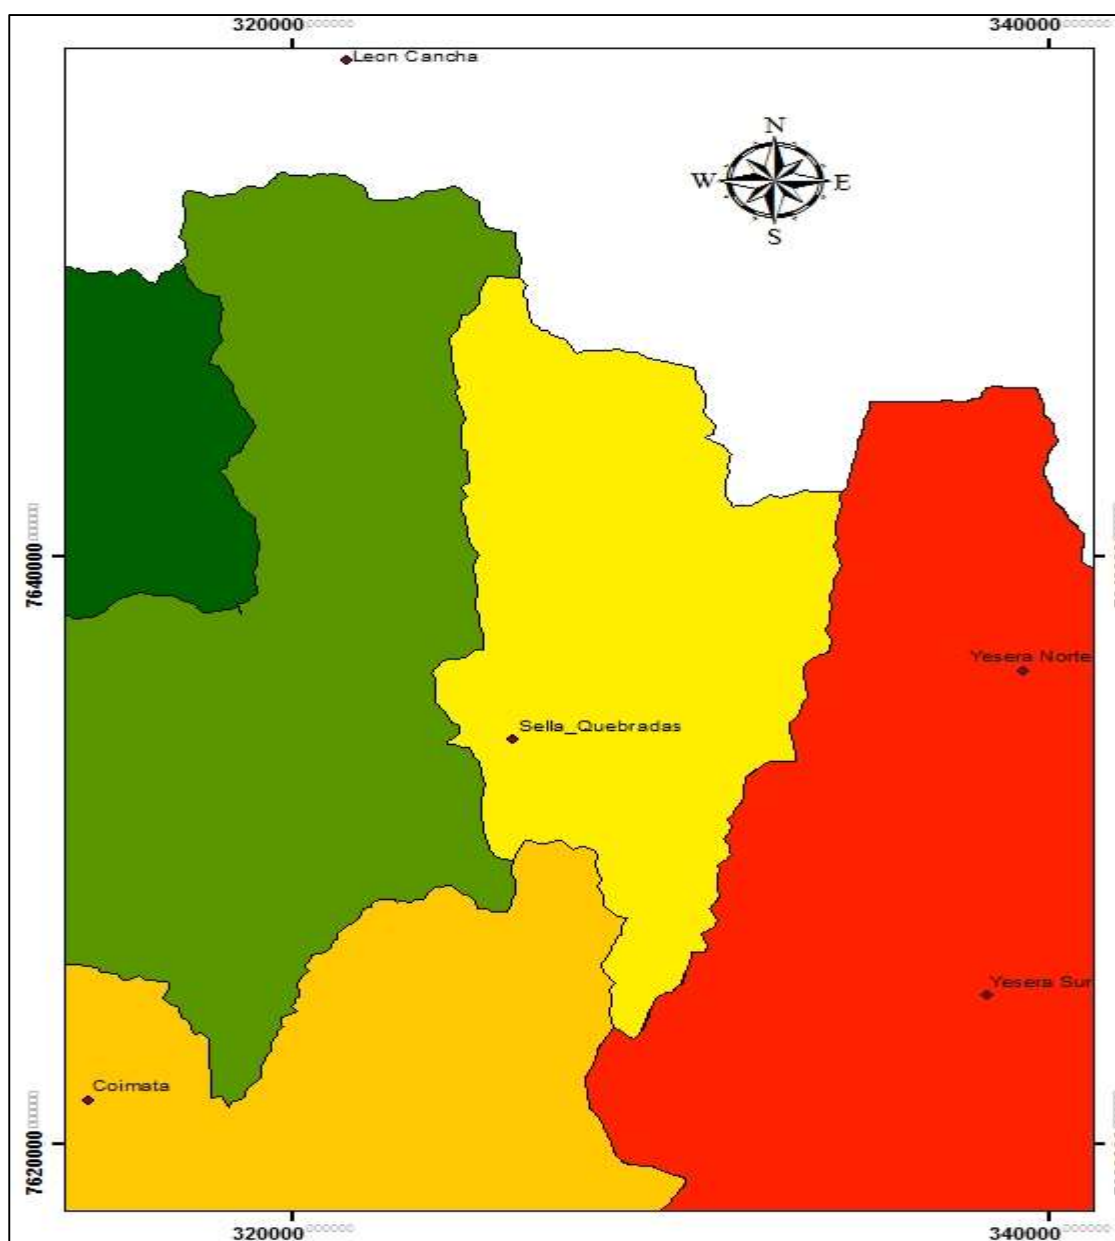 320000 340000
Leon Cancha
N
W E
S
7640000
Yesera Norte
Sella_Quebradas
Yesera Sur
Coimata
7620000
320000 340000